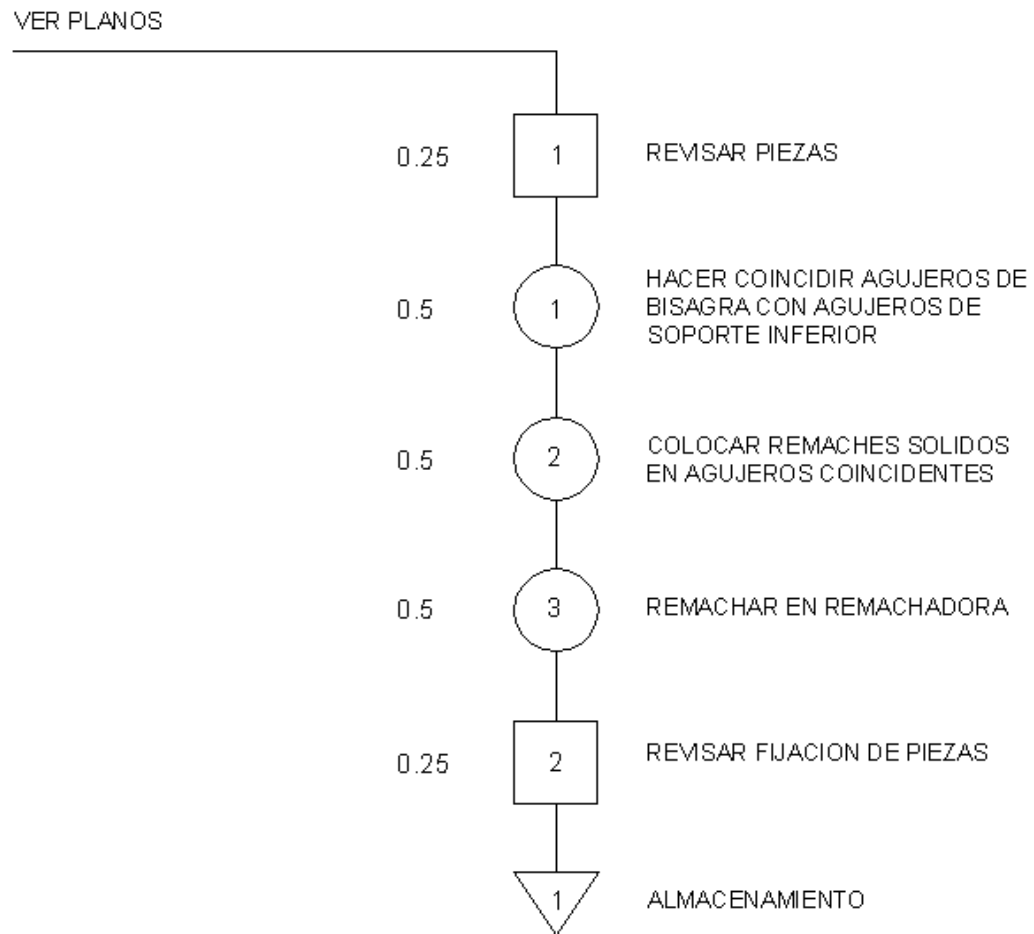 VER PLANOS
0.25
1
REVISAR PIEZAS
0.5
1
HACER COINCIDIR AGUJEROS DE
BISAGRA CON AGUJEROS DE
SOPORTE INFERIOR
0.5
2
COLOCAR REMACHES SOLIDOS
EN AGUJEROS COINCIDENTES
0.5
3
REMACHAR EN REMACHADORA
0.25
2
REVISAR FIJACION DE PIEZAS
1
ALMACENAMIENTO